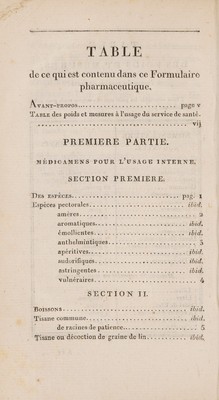 TABLE
de ce qui est contenu dans ce Formulaire
pharmaceutique.
AVANT-PROPOS........................ page v
TABLE des poids et mesures à l'usage du service de santé.
........................ vij
PREMIERE PARTIE.
MÉDICAMENS POUR L'USAGE INTERNE.
SECTION PREMIERE.
DES ESPÈCES........................ pag. 1
Espèces pectorales........................ ibid.
amères........................ 2
aromatiques........................ ibid.
émollientes........................ ibid.
anthelmintiques........................ 3
apéritives........................ ibid.
sudorifiques........................ ibid.
astringentes........................ ibid.
vulnéraires........................ 4
SECTION II.
BOISSONS........................ ibid.
Tisane commune........................ ibid.
de racines de patience........................ 5
Tisane ou décoction de graine de lin........................ ibid.